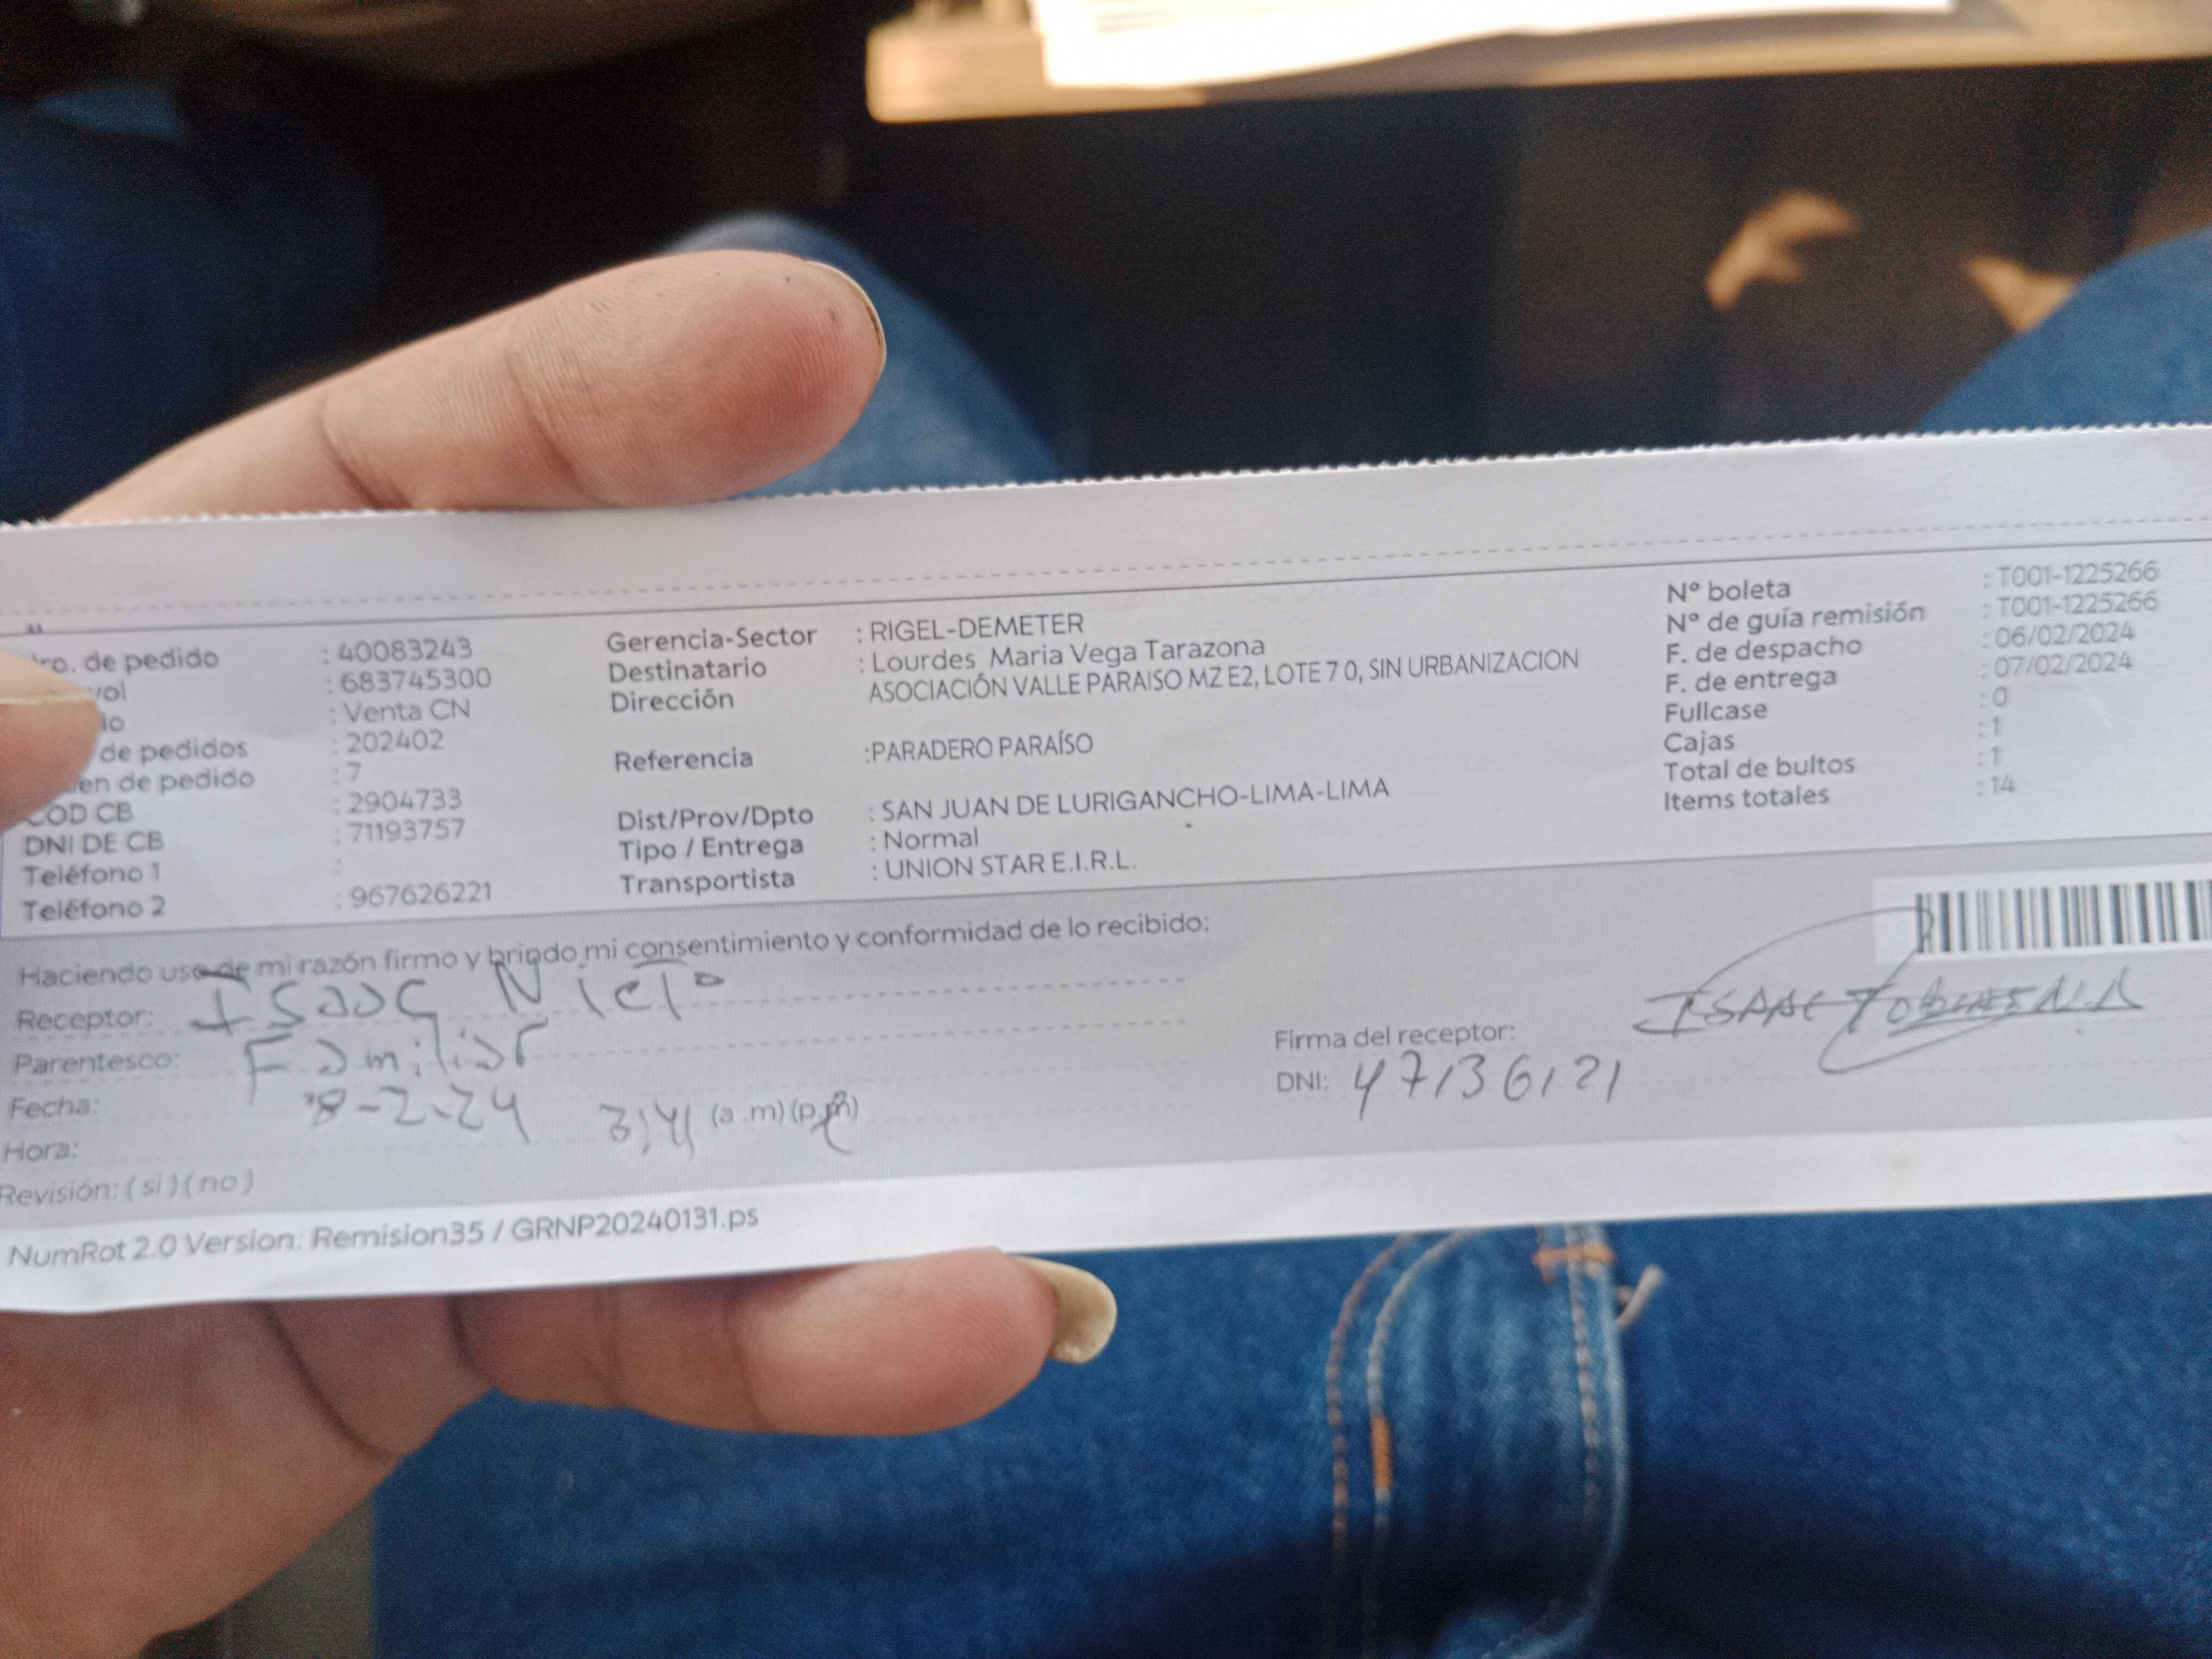 ro. de pedido : 40083243
vol : 683745300
io : Venta CN
de pedidos : 202402
en de pedido : 7
COD CB : 2904733
DNI DE CB : 71193757
Teléfono 1 :
Teléfono 2 : 967626221
Gerencia-Sector : RIGEL-DEMETER
Destinatario : Lourdes Maria Vega Tarazona
Dirección ASOCIACIÓN VALLE PARAISO MZ E2, LOTE 7 0, SIN URBANIZACION
Referencia :PARADERO PARAÍSO
Dist/Prov/Dpto : SAN JUAN DE LURIGANCHO-LIMA-LIMA
Tipo / Entrega : Normal
Transportista : UNION STAR E.I.R.L.
Nº boleta : T001-1225266
Nº de guía remisión : T001-1225266
F. de despacho : 06/02/2024
F. de entrega : 07/02/2024
Fullcase : 0
Cajas : 1
Total de bultos : 1
Items totales : 14
Haciendo uso de mi razón firmo y brindo mi consentimiento y conformidad de lo recibido:
Receptor: Isaac Nieto
Parentesco: Familiar
Fecha: 8-2-24
Hora: 3:41 (a .m) (p.m)
Revisión: ( si ) ( no )
Firma del receptor: ISAAC
DNI: 47136121
NumRot 2.0 Version: Remision35 / GRNP20240131.ps